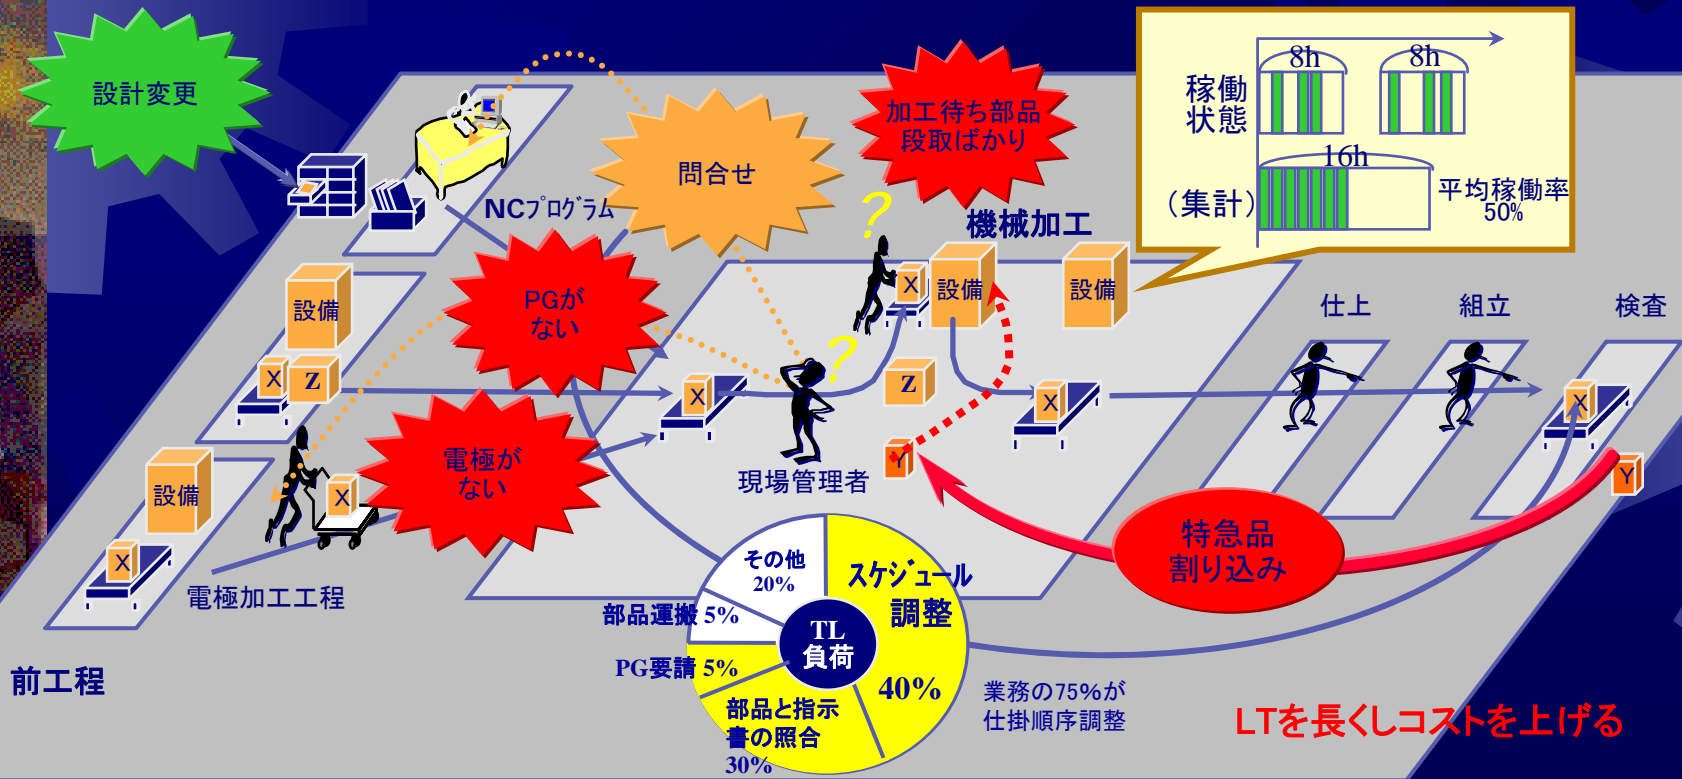 設計変更
NCプログラム
問合せ
加工待ち部品
段取ばかり
機械加工
8h
8h
稼働
状態
16h
(集計)
平均稼働率
50%
PGが
ない
設備
X
Z
電極が
ない
設備
X
X
電極加工工程
前工程
?
?
X
設備
設備
X
Z
Y
X
現場管理者
仕上
組立
検査
X
Y
特急品
割り込み
その他
20%
部品運搬 5%
PG要請 5%
部品と指示
書の照合
30%
スケジュール
調整
40%
TL
負荷
業務の75%が
仕掛順序調整
LTを長くしコストを上げる